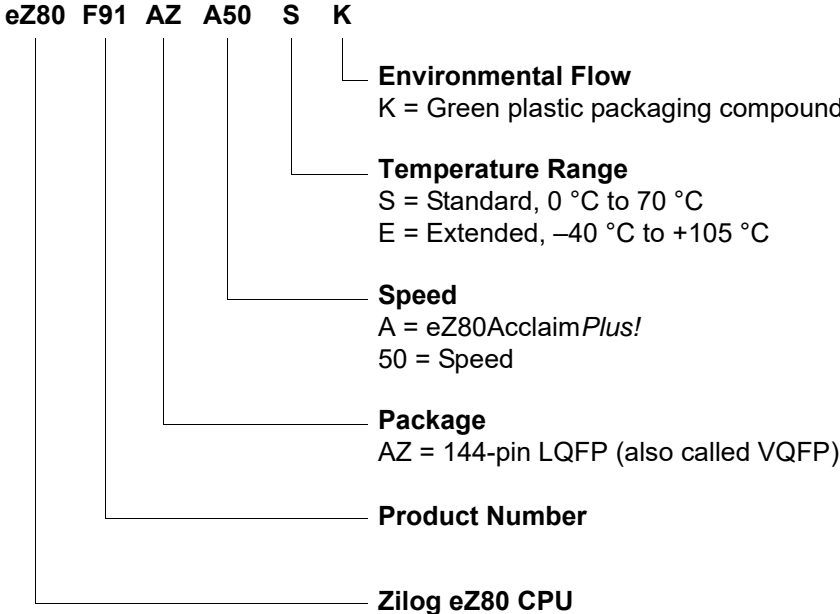 eZ80 F91 AZ A50 S K
Environmental Flow
K = Green plastic packaging compound
Temperature Range
S = Standard, 0 °C to 70 °C
E = Extended, –40 °C to +105 °C
Speed
A = eZ80AcclaimPlus!
50 = Speed
Package
AZ = 144-pin LQFP (also called VQFP)
Product Number
Zilog eZ80 CPU